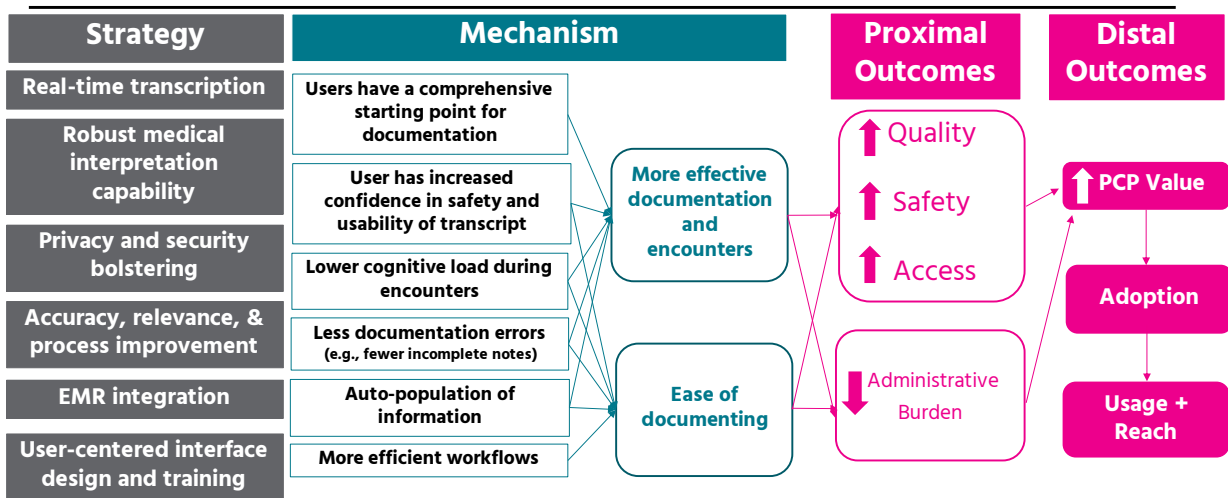 Strategy
Real-time transcription
Robust medical
interpretation
capability
Privacy and security
bolstering
Accuracy, relevance, &
process improvement
EMR integration
User-centered interface
design and training
Mechanism
Users have a comprehensive
starting point for
documentation
User has increased
confidence in safety and
usability of transcript
Lower cognitive load during
encounters
Less documentation errors
(e.g., fewer incomplete notes)
Auto-population of
information
More efficient workflows
More effective
documentation
and
encounters
Ease of
documenting
Proximal
Outcomes
Quality
Safety
Access
Administrative
Burden
Distal
Outcomes
PCP Value
Adoption
Usage +
Reach